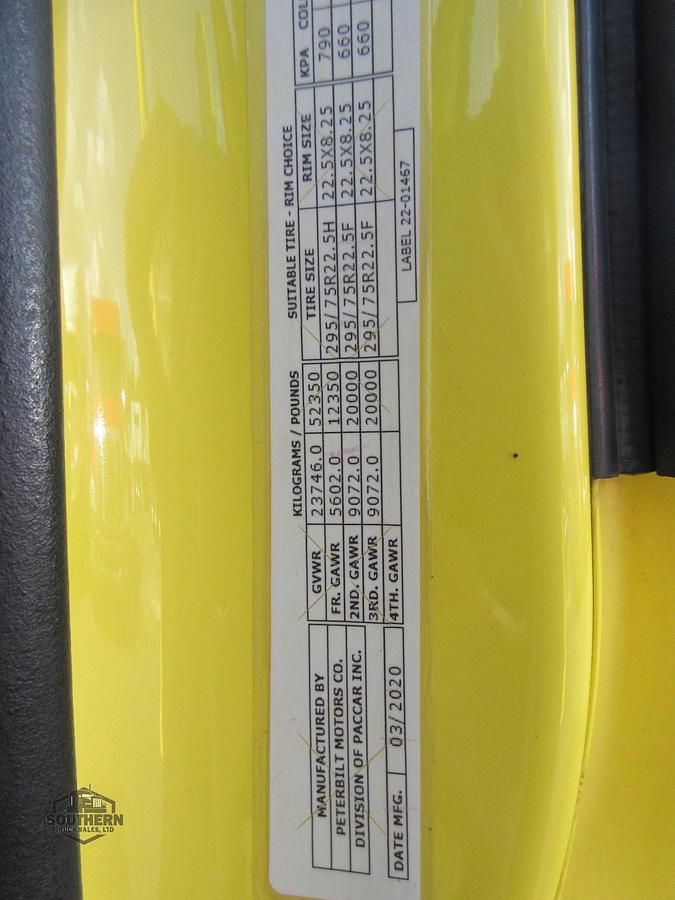 MANUFACTURED BY
PETERBILT MOTORS CO.
DIVISION OF PACCAR INC.
DATE MFG. 03/2020
KILOGRAMS / POUNDS
GVWR 23746.0 52350
FR. GAWR 5602.0 12350
2ND. GAWR 9072.0 20000
3RD. GAWR 9072.0 20000
4TH. GAWR
SUITABLE TIRE - RIM CHOICE
TIRE SIZE RIM SIZE KPA COL
295/75R22.5H 22.5X8.25 790
295/75R22.5F 22.5X8.25 660
295/75R22.5F 22.5X8.25 660
LABEL 22-01467
SOUTHERN
TRUCK SALES, LTD